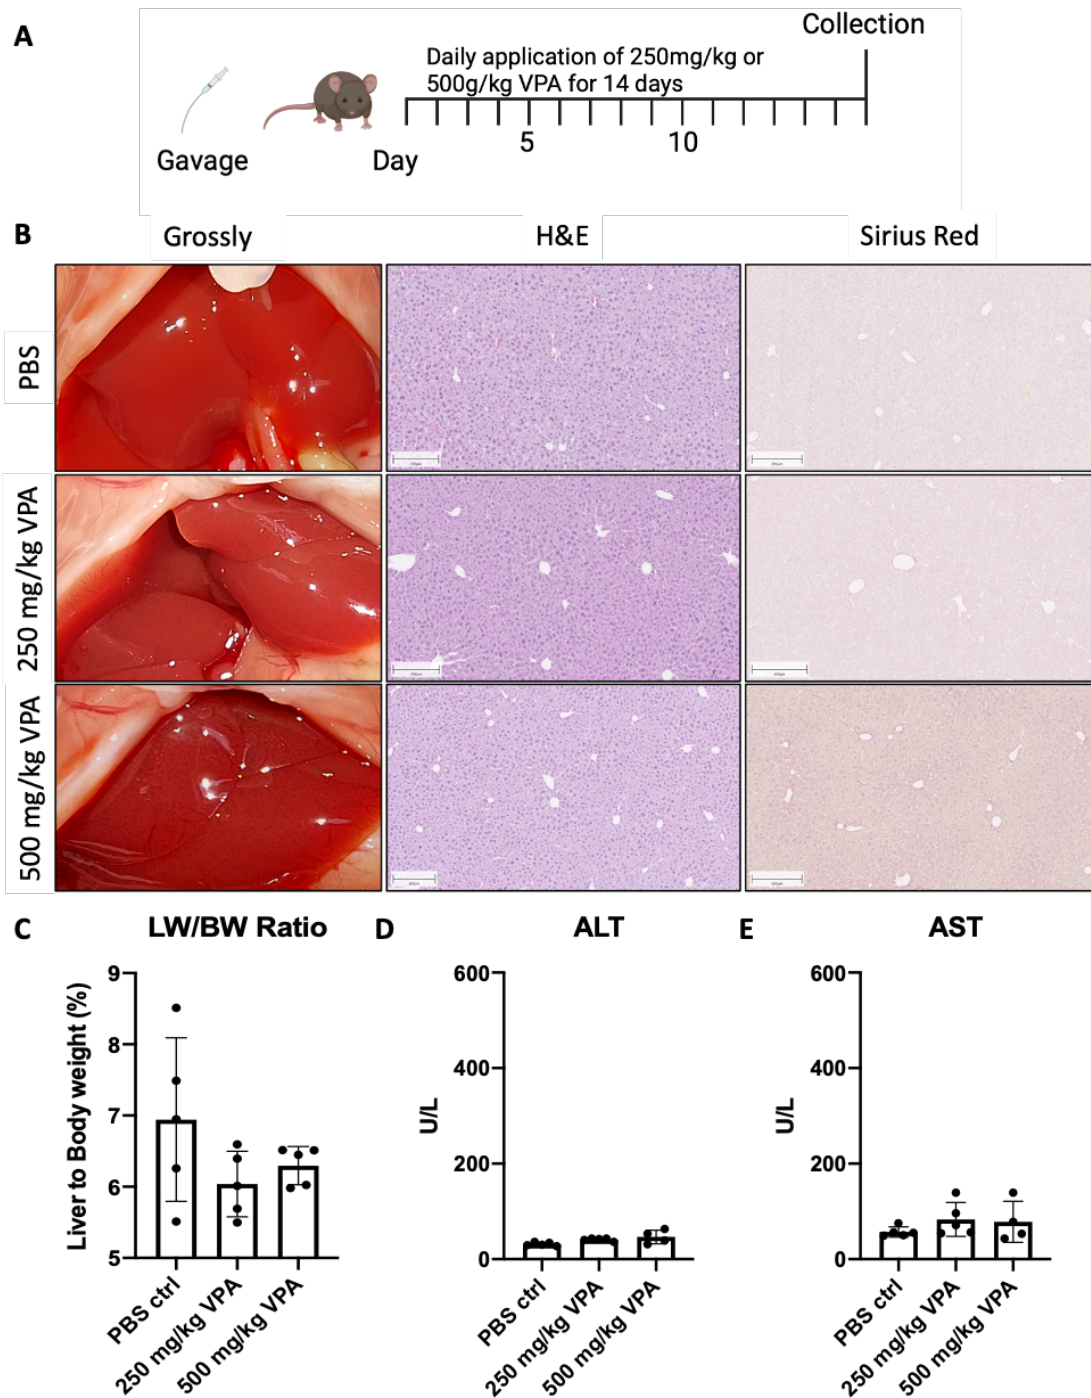 A
Collection
Daily application of 250mg/kg or
500g/kg VPA for 14 days
5
10
Gavage
Day
B
Grossly
H&E
Sirius Red
PBS
250 mg/kg VPA
500 mg/kg VPA
C
LW/BW Ratio
Liver to Body weight (%)
9
8
7
6
5
PBS ctrl
250 mg/kg VPA
500 mg/kg VPA
D
ALT
U/L
600
400
200
0
PBS ctrl
250 mg/kg VPA
500 mg/kg VPA
E
AST
U/L
600
400
200
0
PBS ctrl
250 mg/kg VPA
500 mg/kg VPA